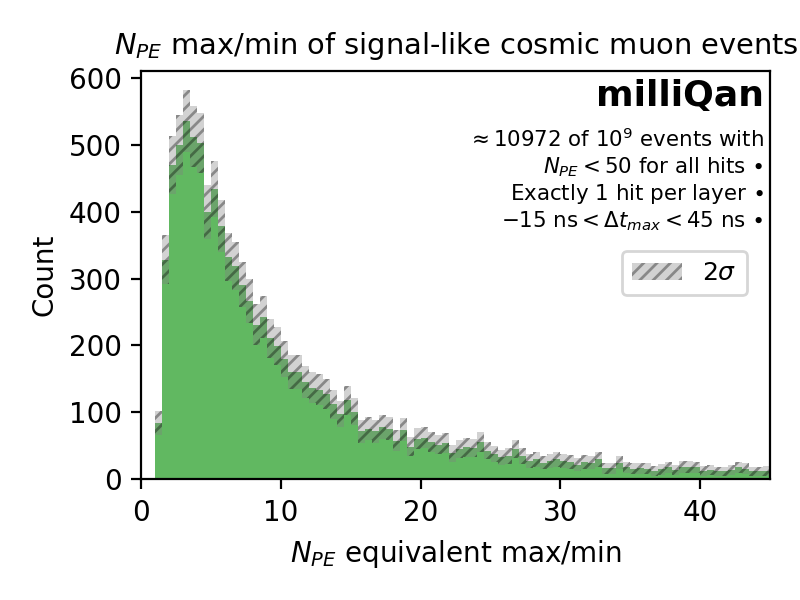 N_PE max/min of signal-like cosmic muon events
milliQan
≈10972 of 10⁹ events with
N_PE < 50 for all hits •
Exactly 1 hit per layer •
−15 ns < Δt_max < 45 ns •
2σ
Count
600
500
400
300
200
100
0
0 10 20 30 40
N_PE equivalent max/min